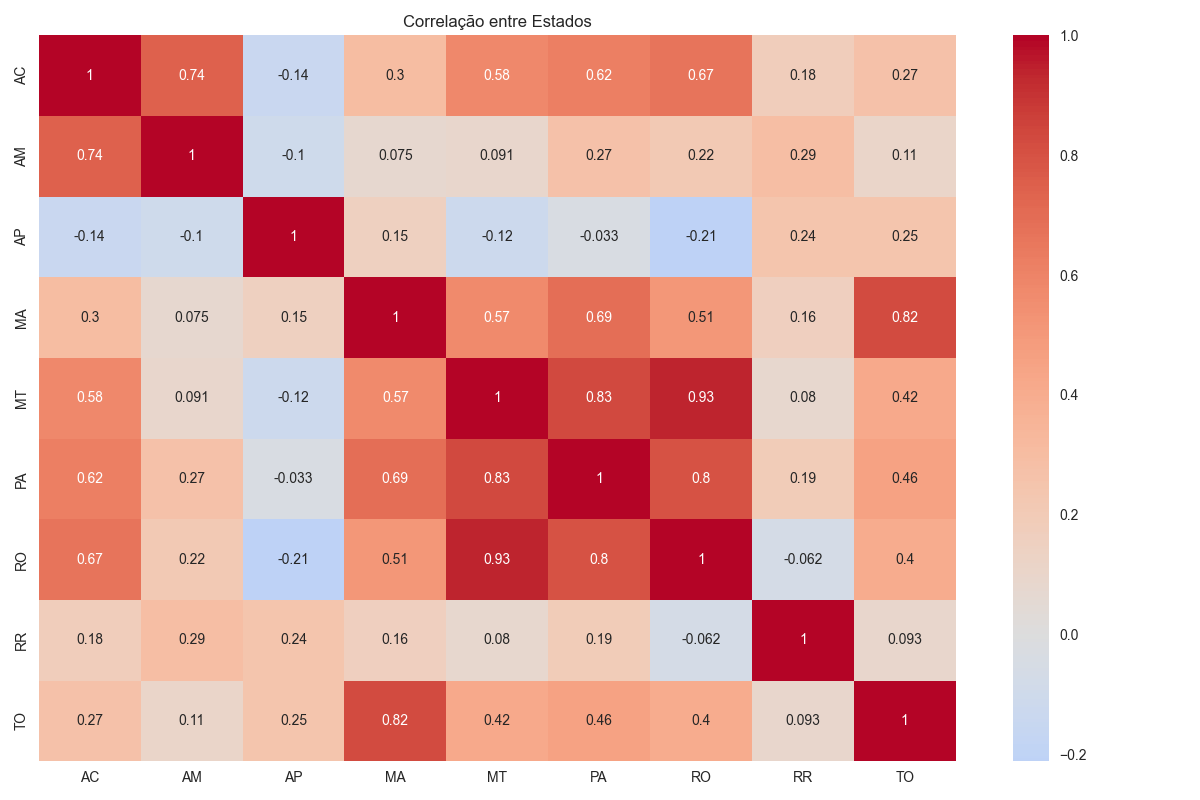 Correlação entre Estados
AC 1 0.74 -0.14 0.3 0.58 0.62 0.67 0.18 0.27
AM 0.74 1 -0.1 0.075 0.091 0.27 0.22 0.29 0.11
AP -0.14 -0.1 1 0.15 -0.12 -0.033 -0.21 0.24 0.25
MA 0.3 0.075 0.15 1 0.57 0.69 0.51 0.16 0.82
MT 0.58 0.091 -0.12 0.57 1 0.83 0.93 0.08 0.42
PA 0.62 0.27 -0.033 0.69 0.83 1 0.8 0.19 0.46
RO 0.67 0.22 -0.21 0.51 0.93 0.8 1 -0.062 0.4
RR 0.18 0.29 0.24 0.16 0.08 0.19 -0.062 1 0.093
TO 0.27 0.11 0.25 0.82 0.42 0.46 0.4 0.093 1
AC AM AP MA MT PA RO RR TO
1.0
0.8
0.6
0.4
0.2
0.0
−0.2